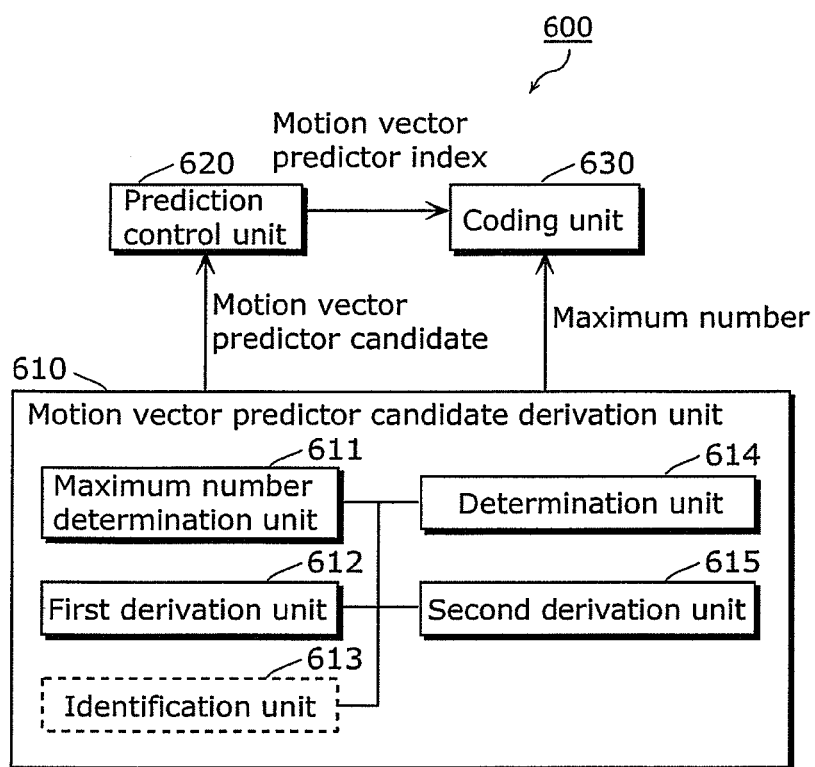 600
Motion vector
predictor index
620
630
Prediction
control unit
Coding unit
Motion vector
predictor candidate
Maximum number
610
Motion vector predictor candidate derivation unit
611
614
Maximum number
determination unit
Determination unit
612
615
First derivation unit
Second derivation unit
613
Identification unit